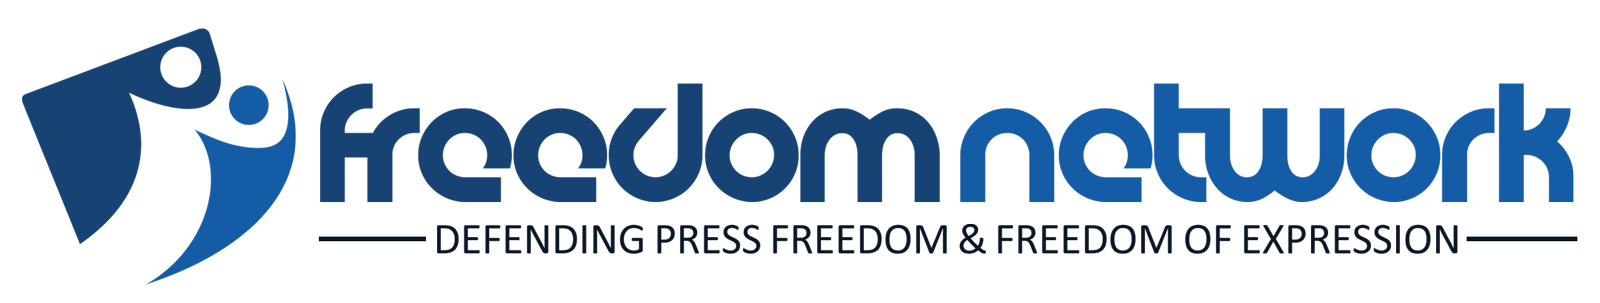 freedom network
DEFENDING PRESS FREEDOM & FREEDOM OF EXPRESSION